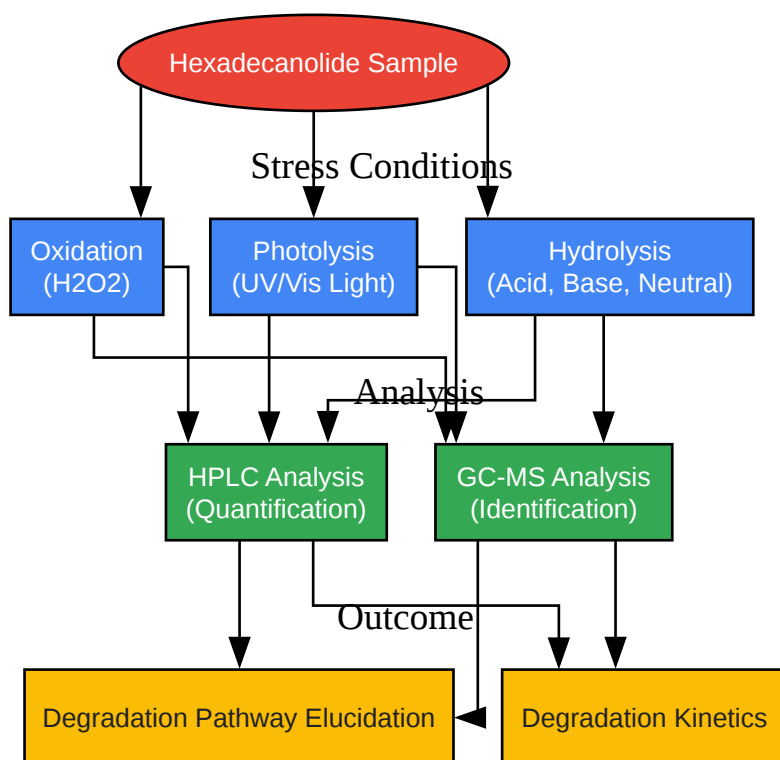 Hexadecanolide Sample
Stress Conditions
Oxidation
(H2O2)
Photolysis
(UV/Vis Light)
Hydrolysis
(Acid, Base, Neutral)
Analysis
HPLC Analysis
(Quantification)
GC-MS Analysis
(Identification)
Outcome
Degradation Pathway Elucidation
Degradation Kinetics